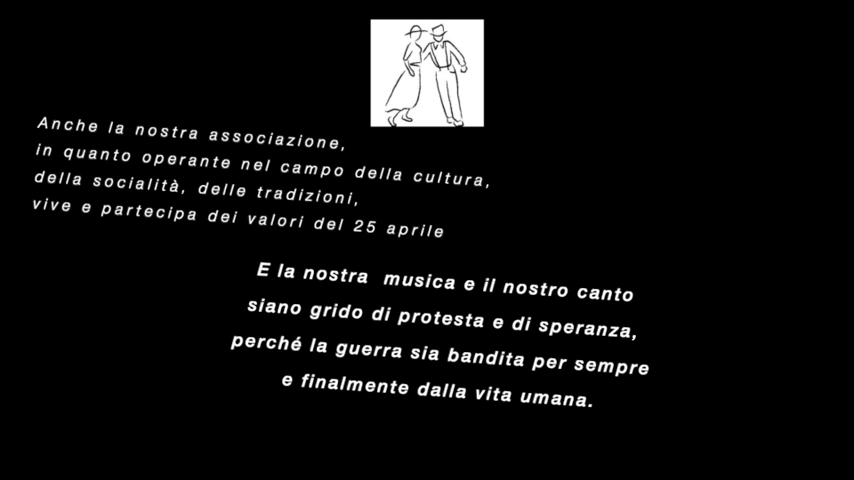 Anche la nostra associazione,
in quanto operante nel campo della cultura,
della socialità, delle tradizioni,
vive e partecipa dei valori del 25 aprile
E la nostra musica e il nostro canto
siano grido di protesta e di speranza,
perché la guerra sia bandita per sempre
e finalmente dalla vita umana.